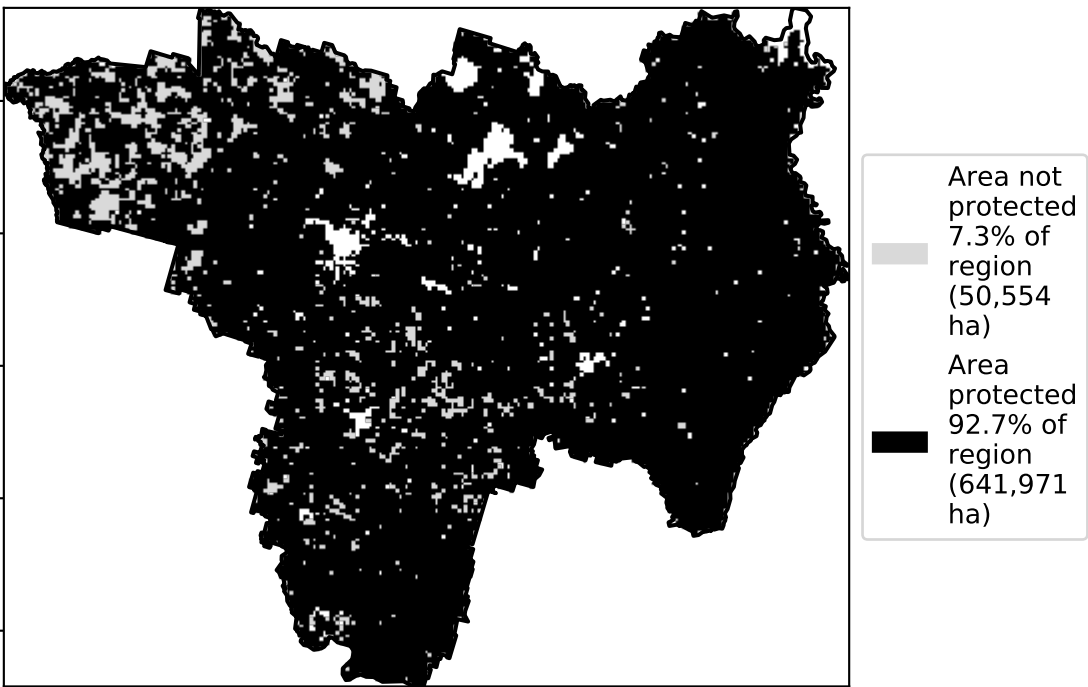 Area not
protected
7.3% of
region
(50,554
ha)
Area
protected
92.7% of
region
(641,971
ha)